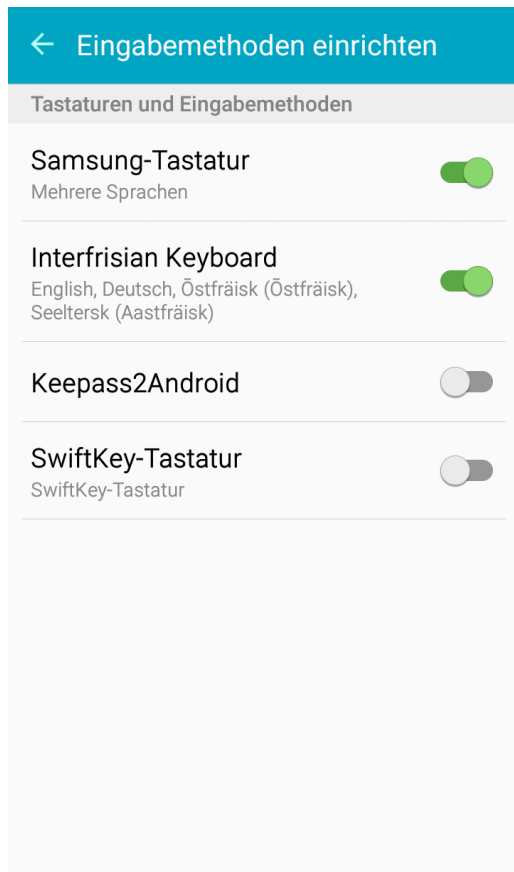 Eingabemethoden einrichten
Tastaturen und Eingabemethoden
Samsung-Tastatur
Mehrere Sprachen
Interfrisian Keyboard
English, Deutsch, Ōstfräisk (Ōstfräisk),
Seeltersk (Aastfräisk)
Keepass2Android
SwiftKey-Tastatur
SwiftKey-Tastatur